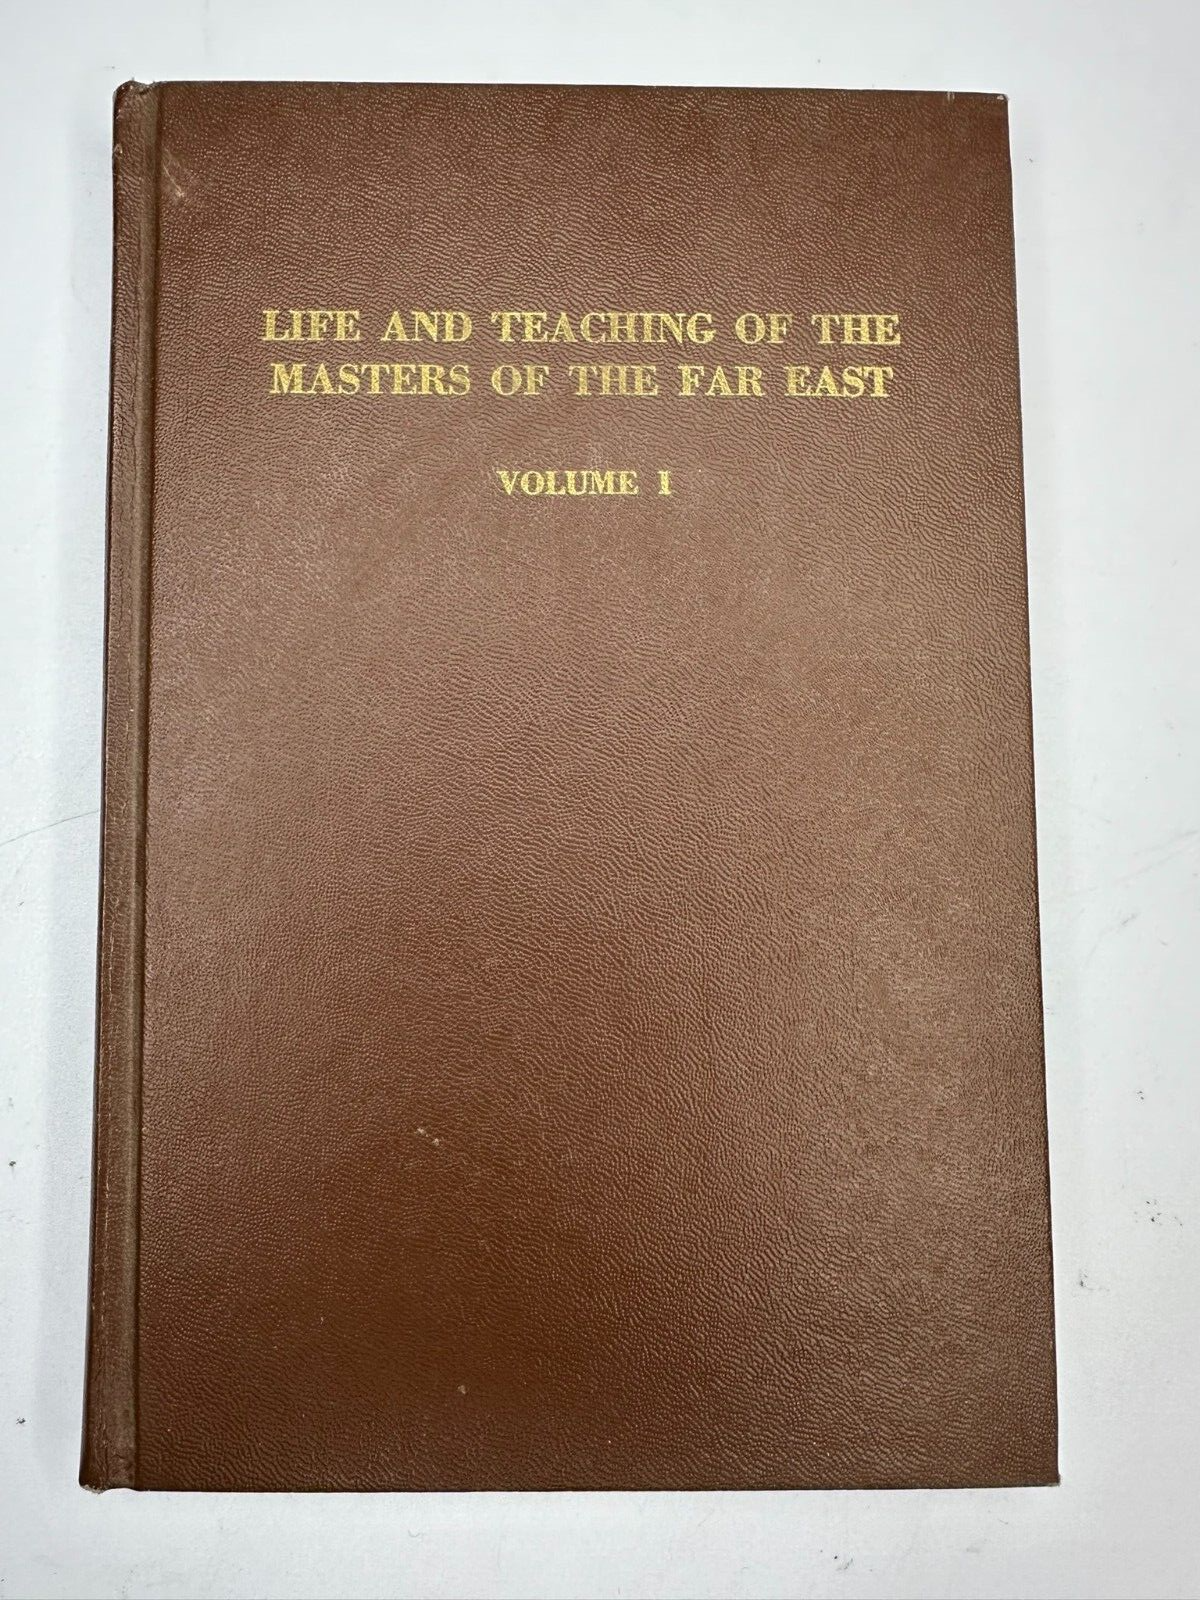 LIFE AND TEACHING OF THE
MASTERS OF THE FAR EAST
VOLUME I